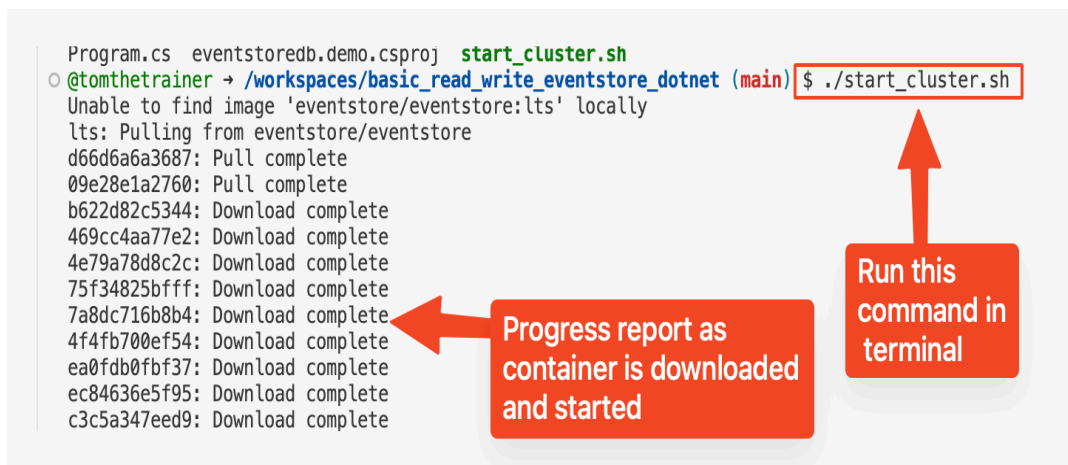 Program.cs  eventstoredb.demo.csproj  start_cluster.sh
@tomthetrainer → /workspaces/basic_read_write_eventstore_dotnet (main) $ ./start_cluster.sh
Unable to find image 'eventstore/eventstore:lts' locally
lts: Pulling from eventstore/eventstore
d66d6a6a3687: Pull complete
09e28e1a2760: Pull complete
b622d82c5344: Download complete
469cc4aa77e2: Download complete
4e79a78d8c2c: Download complete
75f34825bfff: Download complete
7a8dc716b8b4: Download complete
4f4fb700ef54: Download complete
ea0fdb0fbf37: Download complete
ec84636e5f95: Download complete
c3c5a347eed9: Download complete
Progress report as
container is downloaded
and started
Run this
command in
terminal